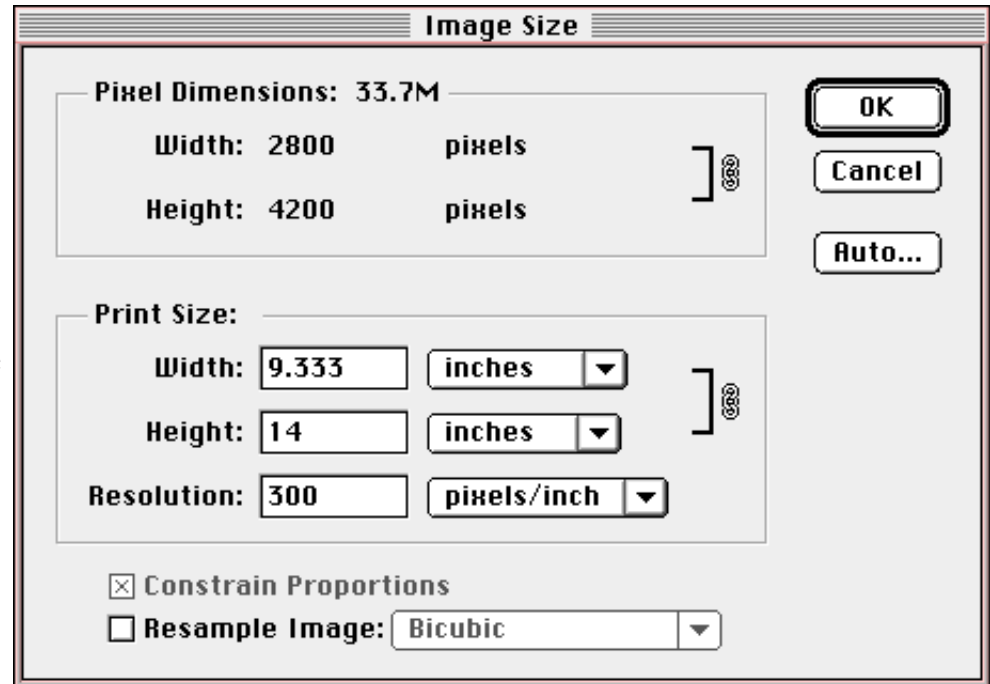 Image Size
Pixel Dimensions: 33.7M
Width: 2800 pixels
Height: 4200 pixels
OK
Cancel
Auto...
Print Size:
Width: 9.333 inches
Height: 14 inches
Resolution: 300 pixels/inch
Constrain Proportions
Resample Image: Bicubic